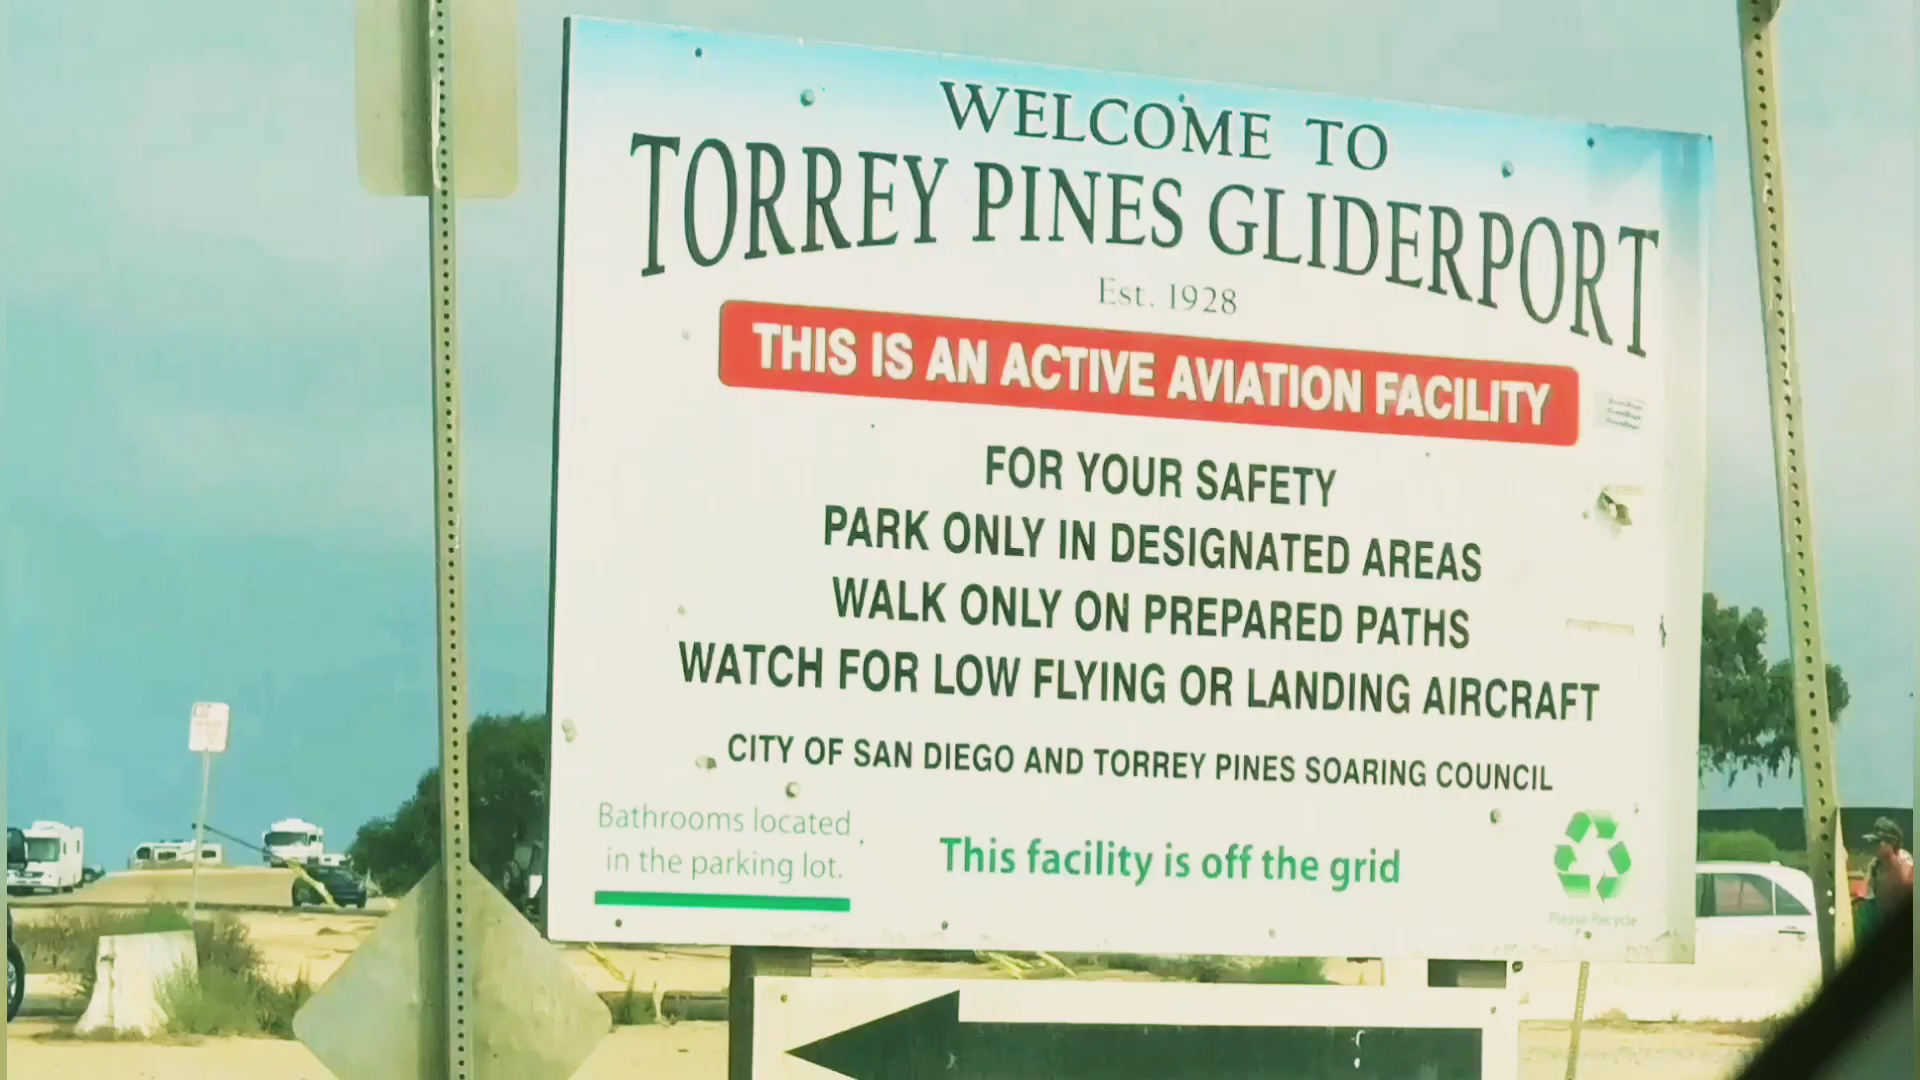 WELCOME TO
TORREY PINES GLIDERPORT
Est. 1928
THIS IS AN ACTIVE AVIATION FACILITY
FOR YOUR SAFETY
PARK ONLY IN DESIGNATED AREAS
WALK ONLY ON PREPARED PATHS
WATCH FOR LOW FLYING OR LANDING AIRCRAFT
CITY OF SAN DIEGO AND TORREY PINES SOARING COUNCIL
Bathrooms located
in the parking lot.
This facility is off the grid
Please Recycle